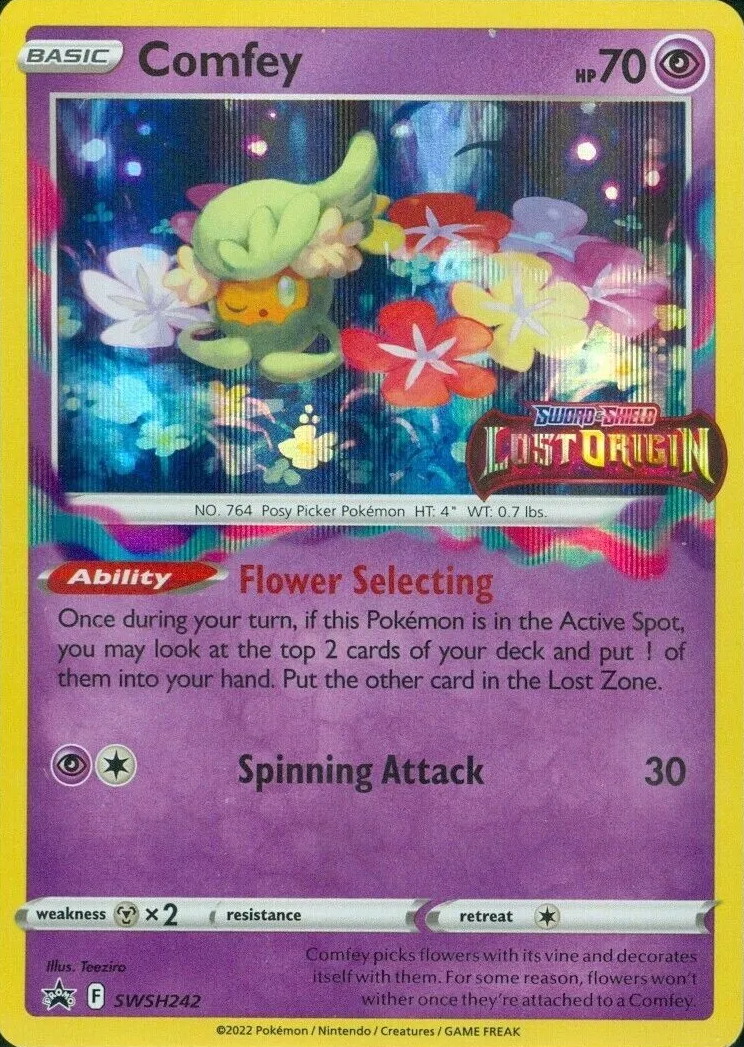 BASIC Comfey HP 70
SWORD & SHIELD
LOST ORIGIN
NO. 764 Posy Picker Pokémon HT: 4" WT: 0.7 lbs.
Ability Flower Selecting
Once during your turn, if this Pokémon is in the Active Spot,
you may look at the top 2 cards of your deck and put 1 of
them into your hand. Put the other card in the Lost Zone.
Spinning Attack 30
weakness ×2 resistance retreat
Illus. Teeziro
Comfey picks flowers with its vine and decorates
itself with them. For some reason, flowers won't
wither once they're attached to a Comfey.
PROMO F SWSH242
©2022 Pokémon / Nintendo / Creatures / GAME FREAK